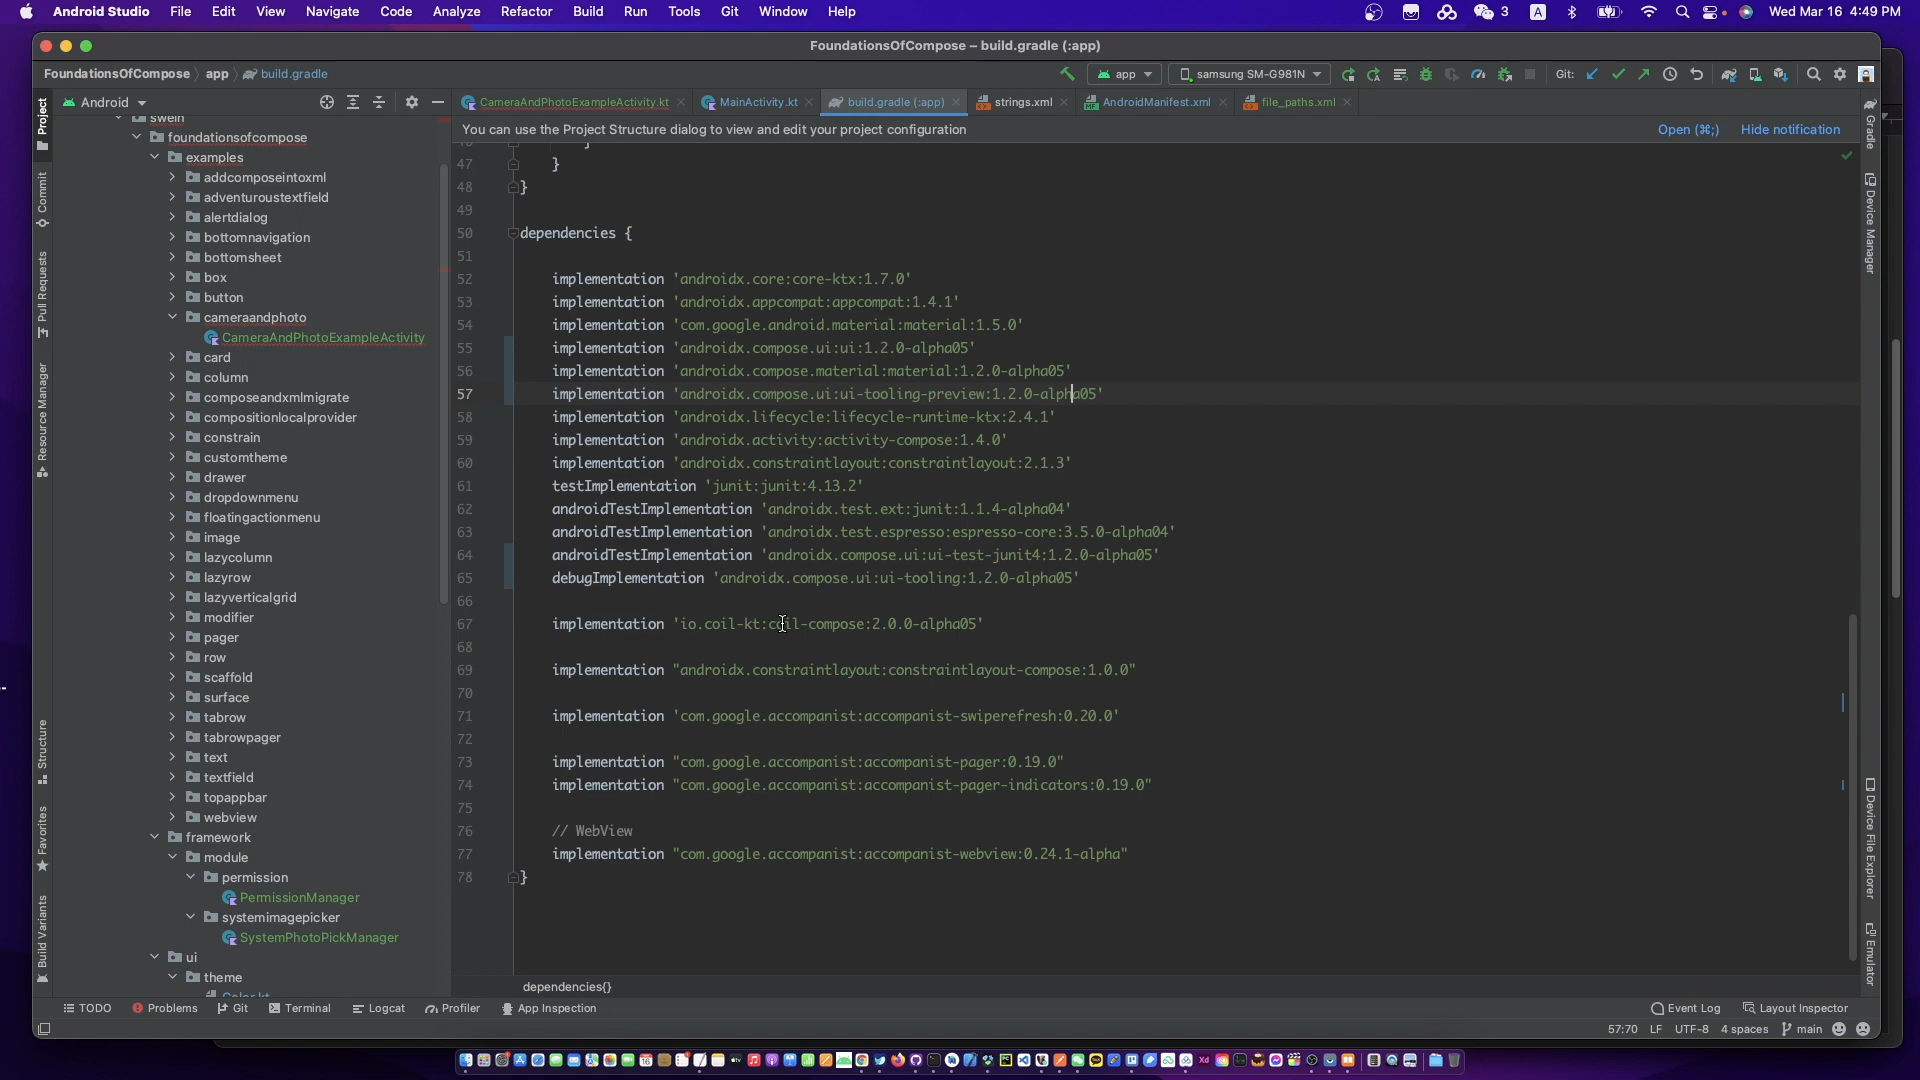 Android Studio File Edit View Navigate Code Analyze Refactor Build Run Tools Git Window Help 3 A Wed Mar 16 4:49 PM
FoundationsOfCompose – build.gradle (:app)
FoundationsOfCompose app build.gradle app samsung SM-G981N Git:
Android CameraAndPhotoExampleActivity.kt MainActivity.kt build.gradle (:app) strings.xml AndroidManifest.xml file_paths.xml
You can use the Project Structure dialog to view and edit your project configuration Open (⌘;) Hide notification
Project
Commit
Pull Requests
Resource Manager
Structure
Favorites
Build Variants
swein
foundationsofcompose
examples
addcomposeintoxml
adventuroustextfield
alertdialog
bottomnavigation
bottomsheet
box
button
cameraandphoto
CameraAndPhotoExampleActivity
card
column
composeandxmlmigrate
compositionlocalprovider
constrain
customtheme
drawer
dropdownmenu
floatingactionmenu
image
lazycolumn
lazyrow
lazyverticalgrid
modifier
pager
row
scaffold
surface
tabrow
tabrowpager
text
textfield
topappbar
webview
framework
module
permission
PermissionManager
systemimagepicker
SystemPhotoPickManager
ui
theme
Color.kt
46 }
47 }
48 }
49
50 dependencies {
51
52 implementation 'androidx.core:core-ktx:1.7.0'
53 implementation 'androidx.appcompat:appcompat:1.4.1'
54 implementation 'com.google.android.material:material:1.5.0'
55 implementation 'androidx.compose.ui:ui:1.2.0-alpha05'
56 implementation 'androidx.compose.material:material:1.2.0-alpha05'
57 implementation 'androidx.compose.ui:ui-tooling-preview:1.2.0-alpha05'
58 implementation 'androidx.lifecycle:lifecycle-runtime-ktx:2.4.1'
59 implementation 'androidx.activity:activity-compose:1.4.0'
60 implementation 'androidx.constraintlayout:constraintlayout:2.1.3'
61 testImplementation 'junit:junit:4.13.2'
62 androidTestImplementation 'androidx.test.ext:junit:1.1.4-alpha04'
63 androidTestImplementation 'androidx.test.espresso:espresso-core:3.5.0-alpha04'
64 androidTestImplementation 'androidx.compose.ui:ui-test-junit4:1.2.0-alpha05'
65 debugImplementation 'androidx.compose.ui:ui-tooling:1.2.0-alpha05'
66
67 implementation 'io.coil-kt:coil-compose:2.0.0-alpha05'
68
69 implementation "androidx.constraintlayout:constraintlayout-compose:1.0.0"
70
71 implementation 'com.google.accompanist:accompanist-swiperefresh:0.20.0'
72
73 implementation "com.google.accompanist:accompanist-pager:0.19.0"
74 implementation "com.google.accompanist:accompanist-pager-indicators:0.19.0"
75
76 // WebView
77 implementation "com.google.accompanist:accompanist-webview:0.24.1-alpha"
78 }
dependencies{}
Gradle
Device Manager
Device File Explorer
Emulator
TODO Problems Git Terminal Logcat Profiler App Inspection Event Log Layout Inspector
57:70 LF UTF-8 4 spaces main